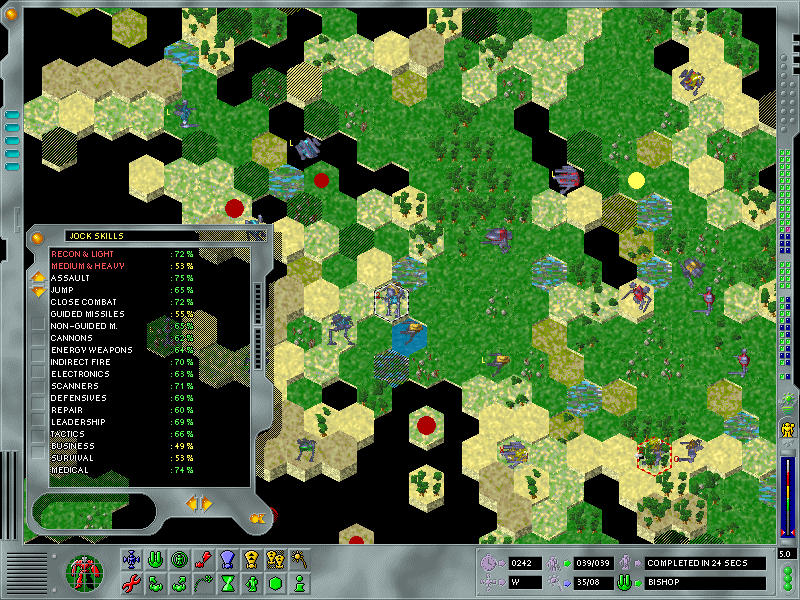 JOCK SKILLS
RECON & LIGHT : 72 %
MEDIUM & HEAVY : 53 %
ASSAULT : 75 %
JUMP : 65 %
CLOSE COMBAT : 72 %
GUIDED MISSILES : 55 %
NON-GUIDED M. : 65 %
CANNONS : 62 %
ENERGY WEAPONS : 64 %
INDIRECT FIRE : 70 %
ELECTRONICS : 63 %
SCANNERS : 71 %
DEFENSIVES : 69 %
REPAIR : 60 %
LEADERSHIP : 69 %
TACTICS : 66 %
BUSINESS : 49 %
SURVIVAL : 53 %
MEDICAL : 74 %
L
L
L
OK
5.0
0242 039/039 COMPLETED IN 24 SECS
W 35/08 BISHOP